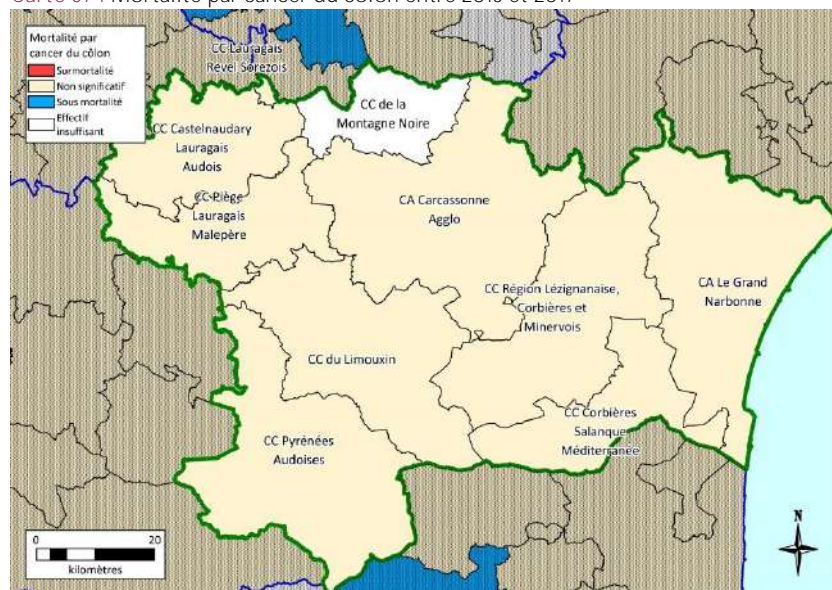 Mortalité par cancer du côlon entre
Mortalité par
cancer du côlon
Surmortalité
Non significatif
Sous mortalité
Effectif
insuffisant
CC Lauragais
Revel Sorezois
CC de la
Montagne Noire
CC Castelnaudary
Lauragais
Audois
CC Piège
Lauragais
Malepère
CA Carcassonne
Agglo
CC Région Lézignanaise,
Corbières et
Minervois
CA Le Grand
Narbonne
CC du Limouxin
CC Corbières
Salanque
Méditerranée
CC Pyrénées
Audoises
0 20
kilomètres
N